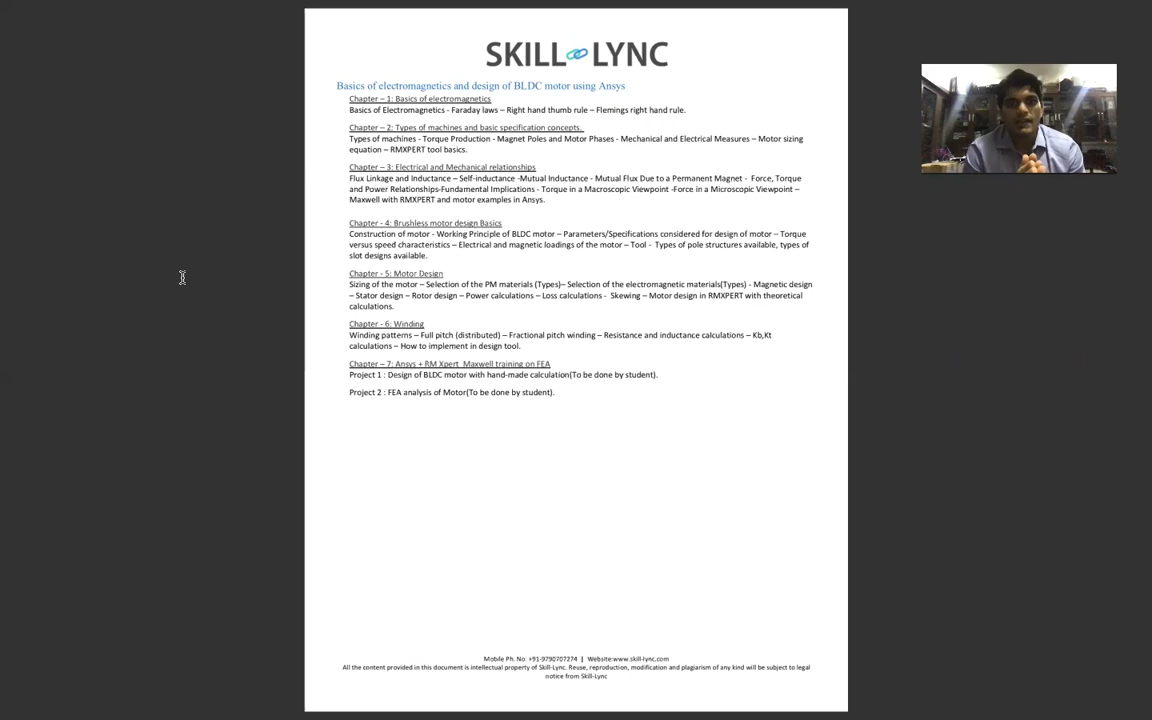 SKILL LYNC
Basics of electromagnetics and design of BLDC motor using Ansys
Chapter – 1: Basics of electromagnetics
Basics of Electromagnetics - Faraday laws – Right hand thumb rule – Flemings right hand rule.
Chapter – 2: Types of machines and basic specification concepts.
Types of machines - Torque Production - Magnet Poles and Motor Phases - Mechanical and Electrical Measures – Motor sizing
equation – RMXPERT tool basics.
Chapter – 3: Electrical and Mechanical relationships
Flux Linkage and Inductance – Self-inductance -Mutual Inductance - Mutual Flux Due to a Permanent Magnet - Force, Torque
and Power Relationships-Fundamental Implications - Torque in a Macroscopic Viewpoint -Force in a Microscopic Viewpoint –
Maxwell with RMXPERT and motor examples in Ansys.
Chapter - 4: Brushless motor design Basics
Construction of motor - Working Principle of BLDC motor – Parameters/Specifications considered for design of motor – Torque
versus speed characteristics – Electrical and magnetic loadings of the motor – Tool - Types of pole structures available, types of
slot designs available.
Chapter - 5: Motor Design
Sizing of the motor – Selection of the PM materials (Types)– Selection of the electromagnetic materials(Types) - Magnetic design
– Stator design – Rotor design – Power calculations – Loss calculations - Skewing – Motor design in RMXPERT with theoretical
calculations.
Chapter - 6: Winding
Winding patterns – Full pitch (distributed) – Fractional pitch winding – Resistance and inductance calculations – Kb,Kt
calculations – How to implement in design tool.
Chapter – 7: Ansys + RM Xpert Maxwell training on FEA
Project 1 : Design of BLDC motor with hand-made calculation(To be done by student).
Project 2 : FEA analysis of Motor(To be done by student).
Mobile Ph. No: +91-9790707274 | Website:www.skill-lync.com
All the content provided in this document is intellectual property of Skill-Lync. Reuse, reproduction, modification and plagiarism of any kind will be subject to legal
notice from Skill-Lync